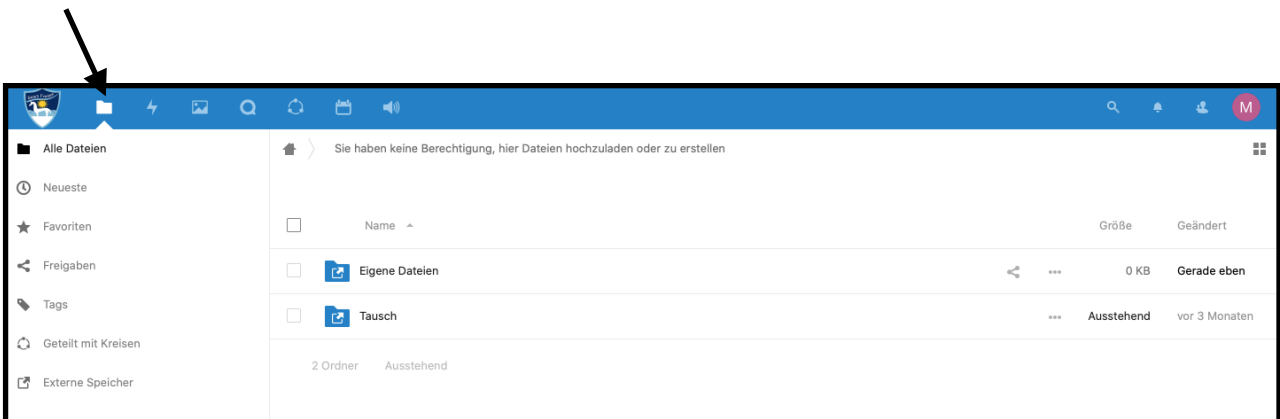 M
Alle Dateien
Sie haben keine Berechtigung, hier Dateien hochzuladen oder zu erstellen
Neueste
Favoriten
Name Größe Geändert
Freigaben
Eigene Dateien 0 KB Gerade eben
Tags
Tausch Ausstehend vor 3 Monaten
Geteilt mit Kreisen
2 Ordner Ausstehend
Externe Speicher